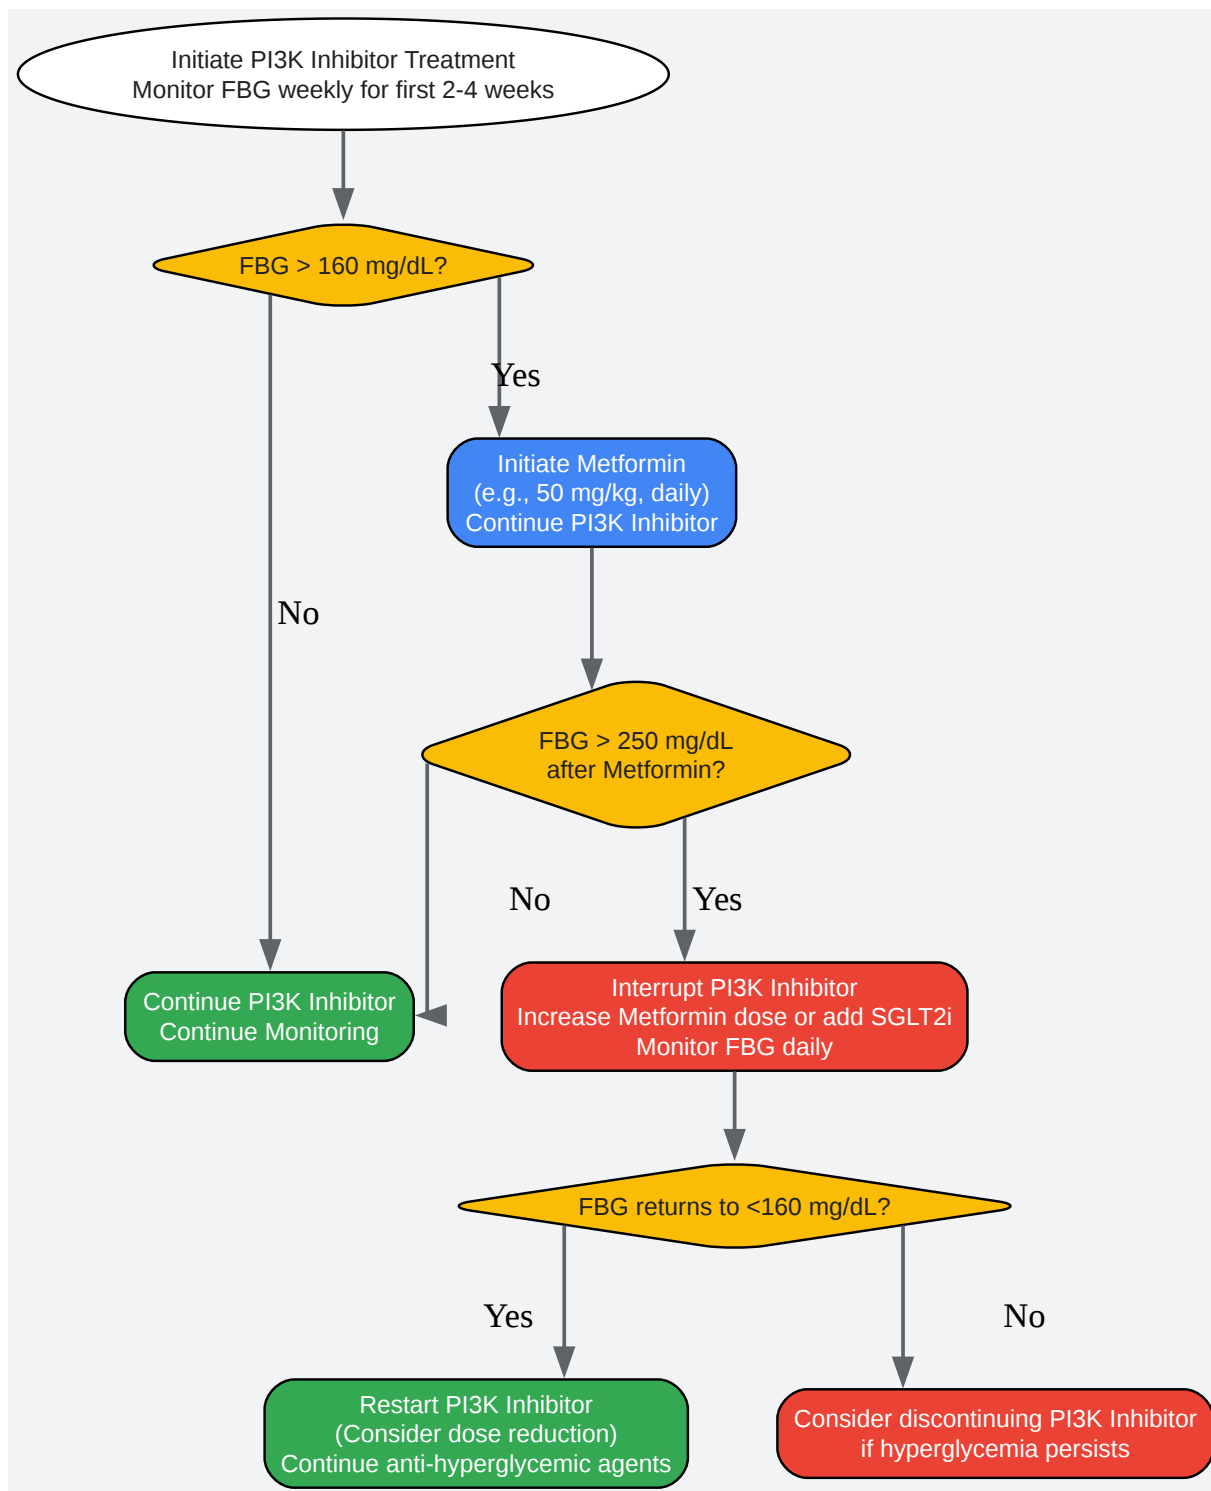 Initiate PI3K Inhibitor Treatment
Monitor FBG weekly for first 2-4 weeks
FBG > 160 mg/dL?
Yes
Initiate Metformin
(e.g., 50 mg/kg, daily)
Continue PI3K Inhibitor
No
FBG > 250 mg/dL
after Metformin?
No
Yes
Continue PI3K Inhibitor
Continue Monitoring
Interrupt PI3K Inhibitor
Increase Metformin dose or add SGLT2i
Monitor FBG daily
FBG returns to <160 mg/dL?
Yes
No
Restart PI3K Inhibitor
(Consider dose reduction)
Continue anti-hyperglycemic agents
Consider discontinuing PI3K Inhibitor
if hyperglycemia persists